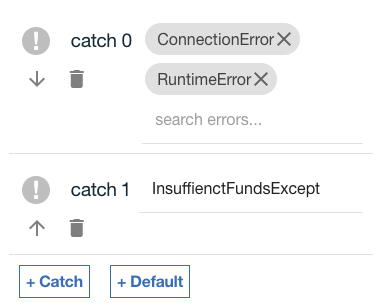 catch 0 ConnectionError
RuntimeError
search errors...
catch 1 InsuffienctFundsExcept
+ Catch + Default